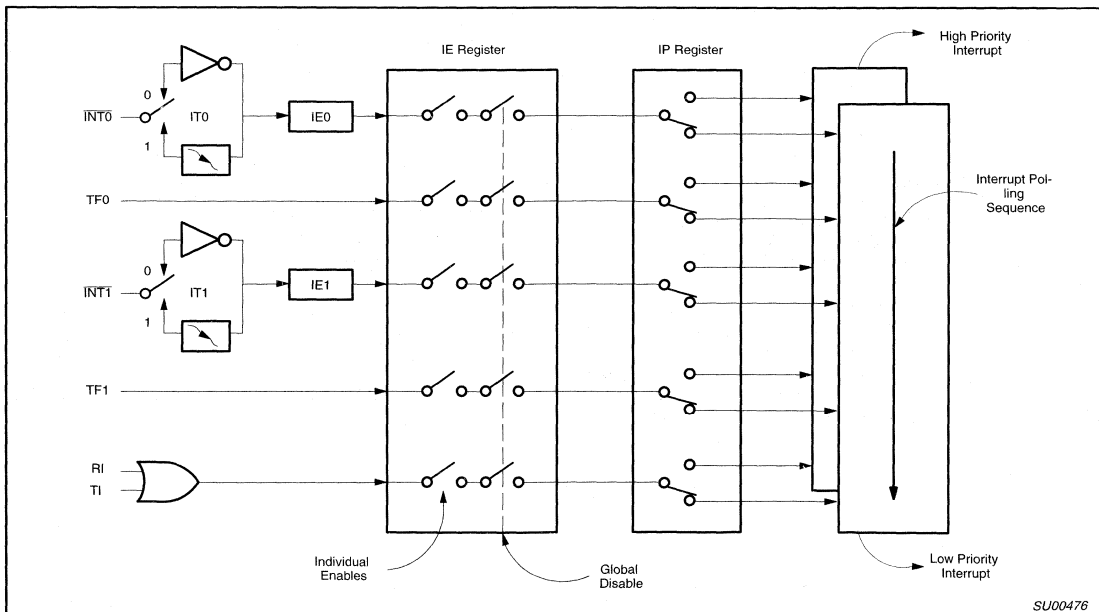 IE Register
IP Register
High Priority
Interrupt
0
INT0
IT0
IE0
1
TF0
Interrupt Pol-
ling
Sequence
0
INT1
IT1
IE1
1
TF1
RI
TI
Individual
Enables
Global
Disable
Low Priority
Interrupt
SU00476